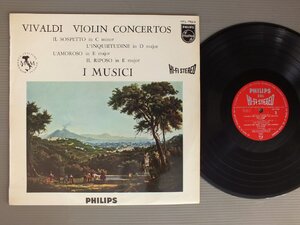 VIVALDI VIOLIN CONCERTOS
IL SOSPETTO in C minor
L'INQUIETUDINE in D major
L'AMOROSO in E major
IL RIPOSO in E major
I MUSICI
HI-FI STEREO
PHILIPS
PHILIPS
HI-FI STEREO